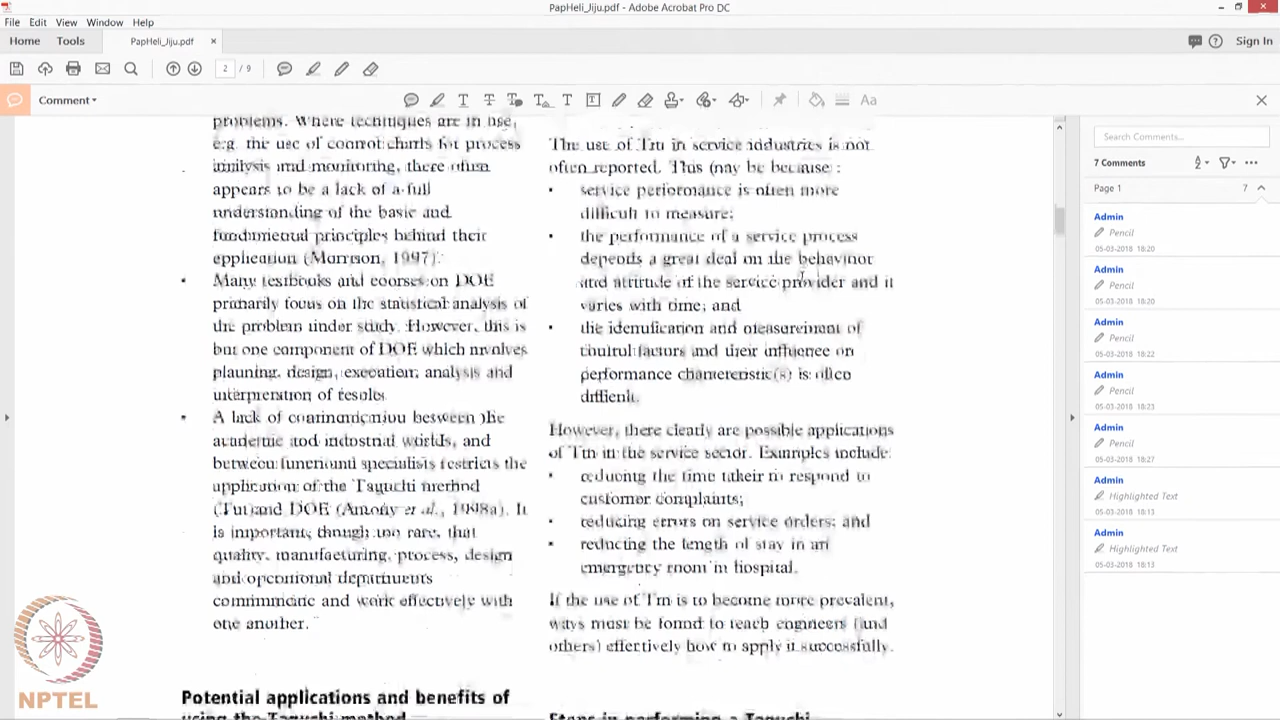 PapHeli_Jiju.pdf - Adobe Acrobat Pro DC
File Edit View Window Help
Home Tools PapHeli_Jiju.pdf × Sign In
2 / 9
Comment
Aa
problems. Where techniques are in use,
e.g. the use of control charts for process
analysis and monitoring, there often
appears to be a lack of a full
understanding of the basic and
fundamental principles behind their
application (Morrison, 1997).
• Many textbooks and courses on DOE
primarily focus on the statistical analysis of
the problem under study. However, this is
but one component of DOE which involves
planning, design, execution, analysis and
interpretation of results.
• A lack of communication between the
academic and industrial worlds, and
between functional specialists restricts the
application of the Taguchi method
(Tm) and DOE (Antony et al., 1998a). It
is important, though too rare, that
quality, manufacturing, process, design
and operational departments
communicate and work effectively with
one another.
Potential applications and benefits of
using the Taguchi method
The use of Tm in service industries is not
often reported. This may be because :
• service performance is often more
difficult to measure;
• the performance of a service process
depends a great deal on the behaviour
and attitude of the service provider and it
varies with time; and
• the identification and measurement of
control factors and their influence on
performance characteristic(s) is often
difficult.
However, there clearly are possible applications
of Tm in the service sector. Examples include:
• reducing the time taken to respond to
customer complaints;
• reducing errors on service orders; and
• reducing the length of stay in an
emergency room in hospital.
If the use of Tm is to become more prevalent,
ways must be found to teach engineers (and
others) effectively how to apply it successfully.
Steps in performing a Taguchi
Search Comments...
7 Comments
Page 1 7
Admin
Pencil
05-03-2018 18:20
Admin
Pencil
05-03-2018 18:20
Admin
Pencil
05-03-2018 18:22
Admin
Pencil
05-03-2018 18:23
Admin
Pencil
05-03-2018 18:27
Admin
Highlighted Text
05-03-2018 18:13
Admin
Highlighted Text
05-03-2018 18:13
NPTEL